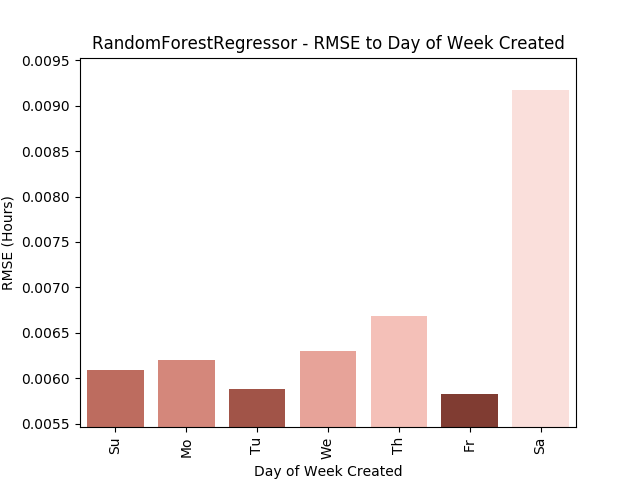 RandomForestRegressor - RMSE to Day of Week Created
0.0095
0.0090
0.0085
0.0080
0.0075
0.0070
0.0065
0.0060
0.0055
RMSE (Hours)
Su Mo Tu We Th Fr Sa
Day of Week Created